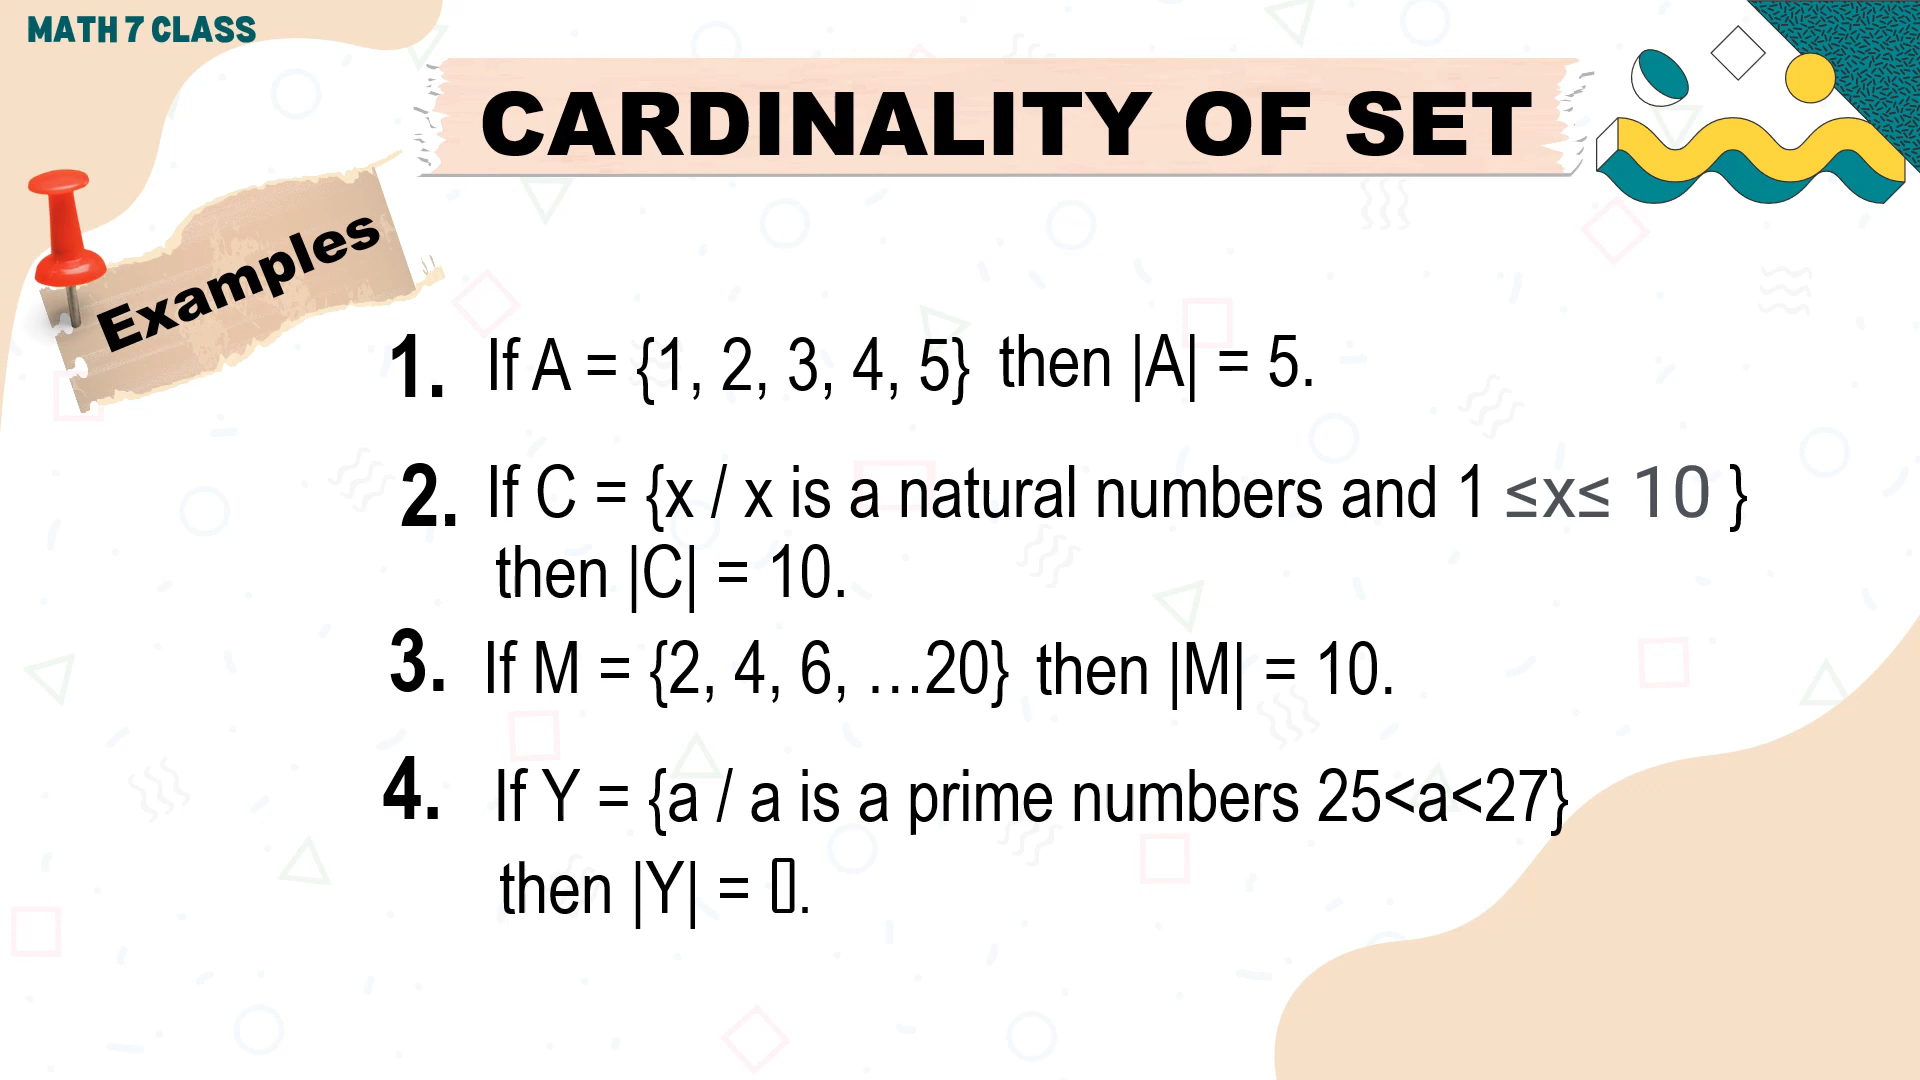 MATH 7 CLASS
CARDINALITY OF SET
Examples
1. If A = {1, 2, 3, 4, 5} then |A| = 5.
2. If C = {x / x is a natural numbers and 1 ≤x≤ 10 }
then |C| = 10.
3. If M = {2, 4, 6, …20} then |M| = 10.
4. If Y = {a / a is a prime numbers 25<a<27}
then |Y| = .